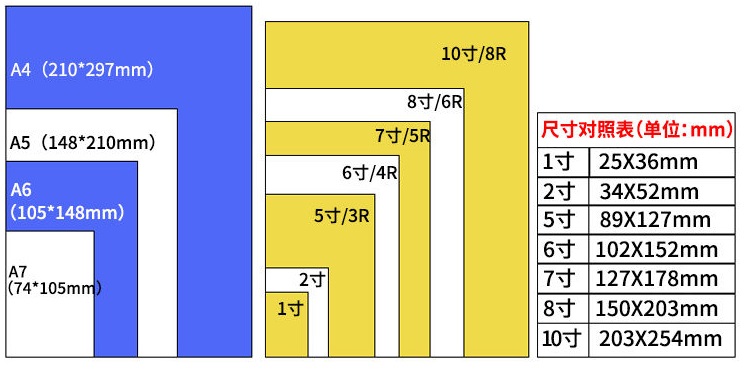 A4（210*297mm）
A5（148*210mm）
A6
（105*148mm）
A7
（74*105mm）
10寸/8R
8寸/6R
7寸/5R
6寸/4R
5寸/3R
2寸
1寸
尺寸对照表（单位：mm）
1寸 25X36mm
2寸 34X52mm
5寸 89X127mm
6寸 102X152mm
7寸 127X178mm
8寸 150X203mm
10寸 203X254mm